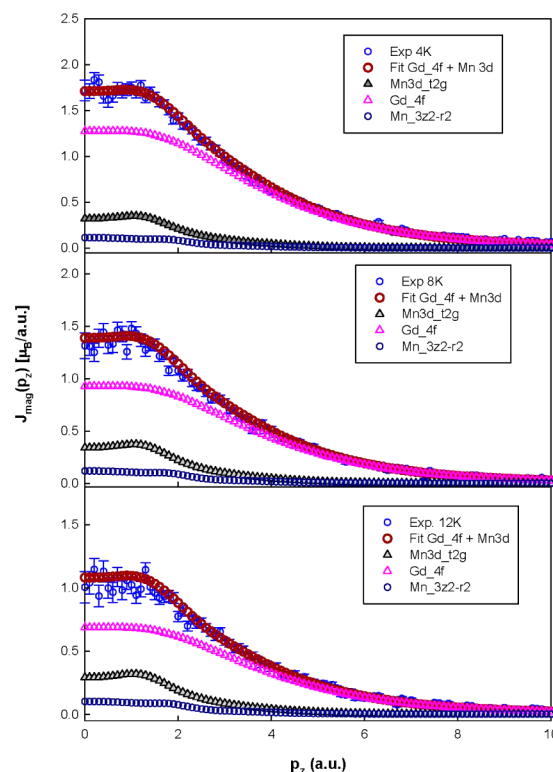 2.5
2.0
1.5
1.0
0.5
0.0
Exp 4K
Fit Gd_4f + Mn 3d
Mn3d_t2g
Gd_4f
Mn_3z2-r2
2.0
1.5
1.0
0.5
0.0
Exp 8K
Fit Gd_4f + Mn3d
Mn3d_t2g
Gd_4f
Mn_3z2-r2
J_mag(p_z) [μ_B/a.u.]
1.5
1.0
0.5
0.0
Exp. 12K
Fit Gd_4f + Mn3d
Mn3d_t2g
Gd_4f
Mn_3z2-r2
0 2 4 6 8 10
p_z (a.u.)